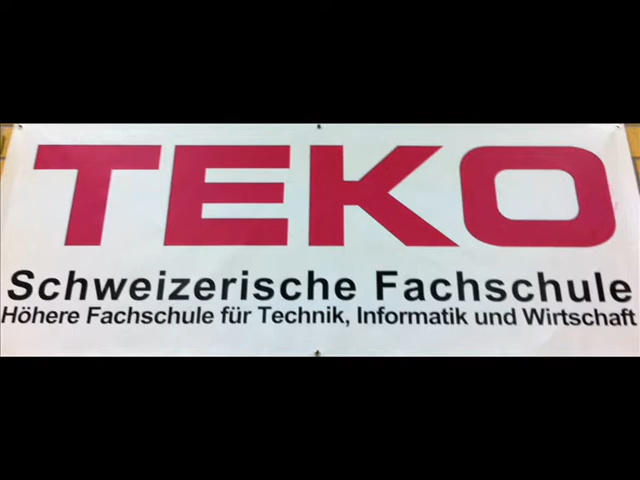 TEKO
Schweizerische Fachschule
Höhere Fachschule für Technik, Informatik und Wirtschaft